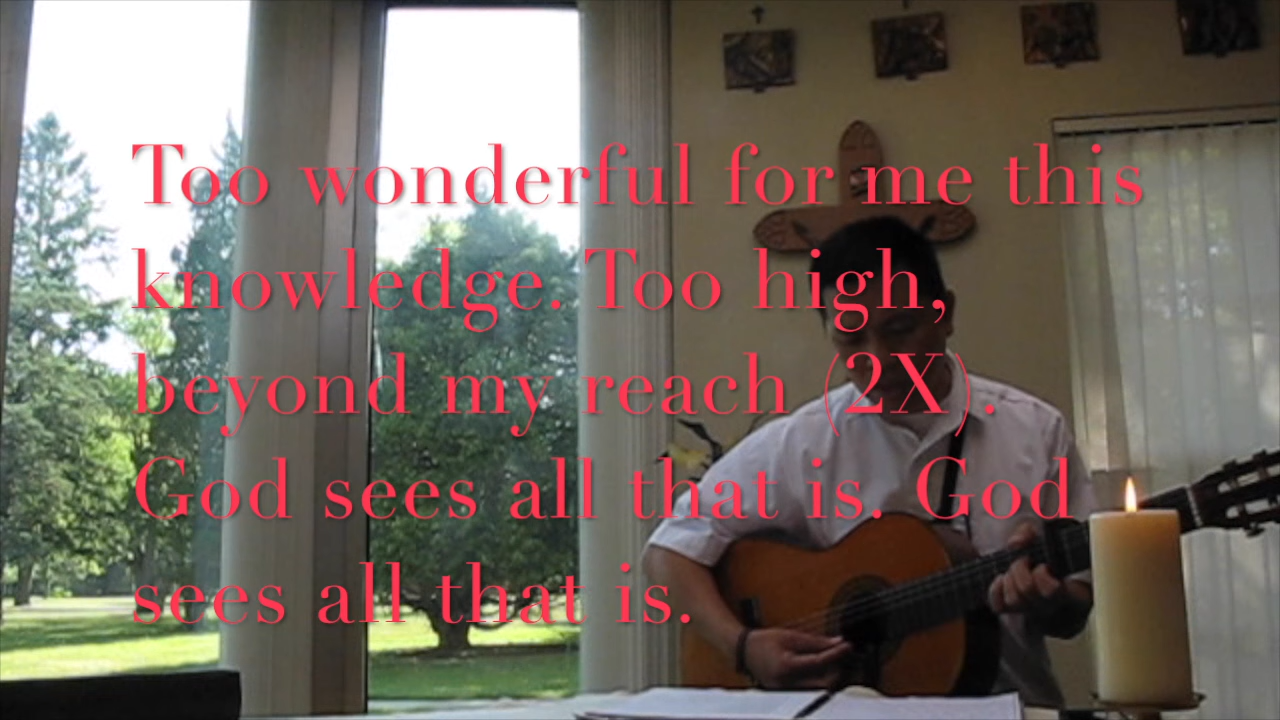 Too wonderful for me this
knowledge. Too high,
beyond my reach (2X).
God sees all that is. God
sees all that is.